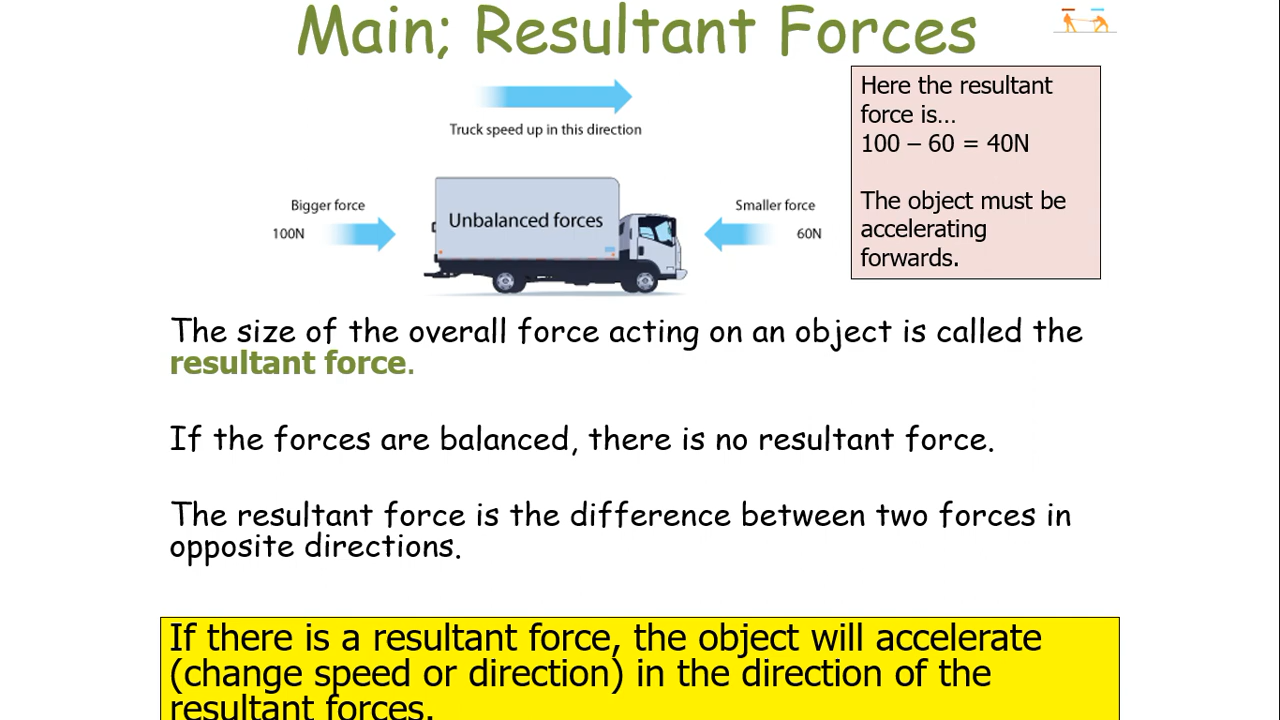 Main; Resultant Forces
Truck speed up in this direction
Bigger force
100N
Unbalanced forces
Smaller force
60N
Here the resultant
force is…
100 – 60 = 40N
The object must be
accelerating
forwards.
The size of the overall force acting on an object is called the
resultant force.
If the forces are balanced, there is no resultant force.
The resultant force is the difference between two forces in
opposite directions.
If there is a resultant force, the object will accelerate
(change speed or direction) in the direction of the
resultant forces.